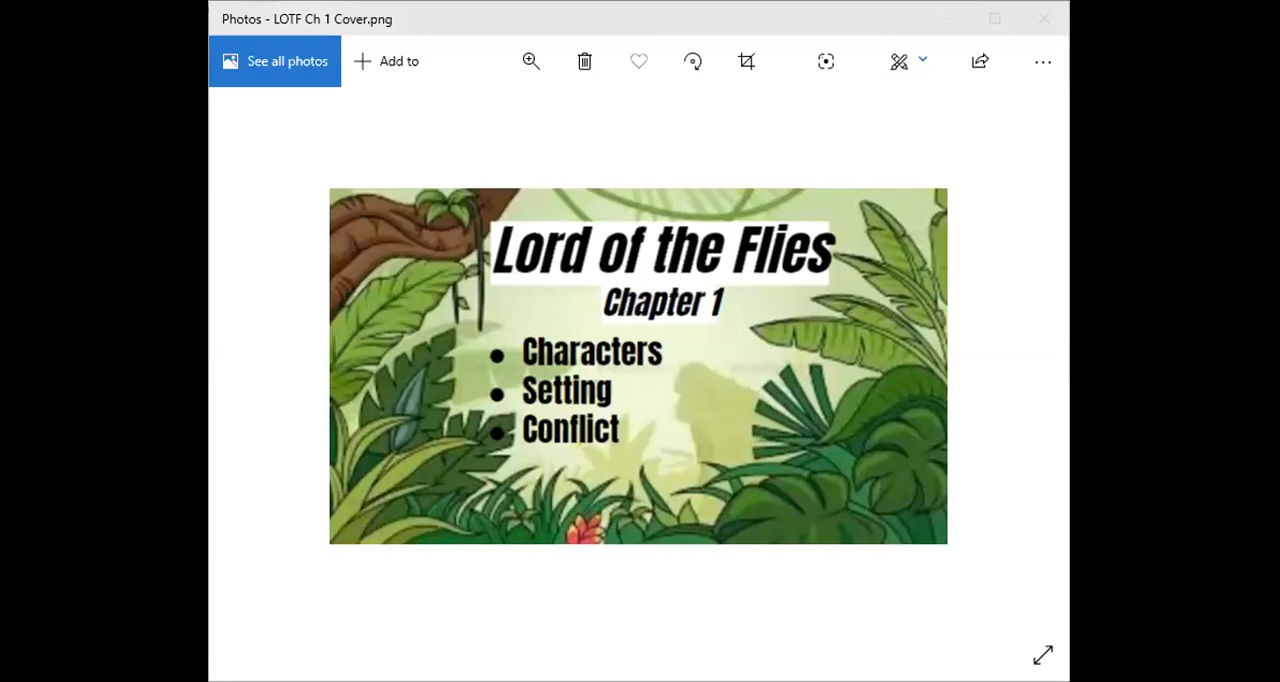 Photos - LOTF Ch 1 Cover.png
See all photos
Add to
Lord of the Flies
Chapter 1
● Characters
● Setting
● Conflict